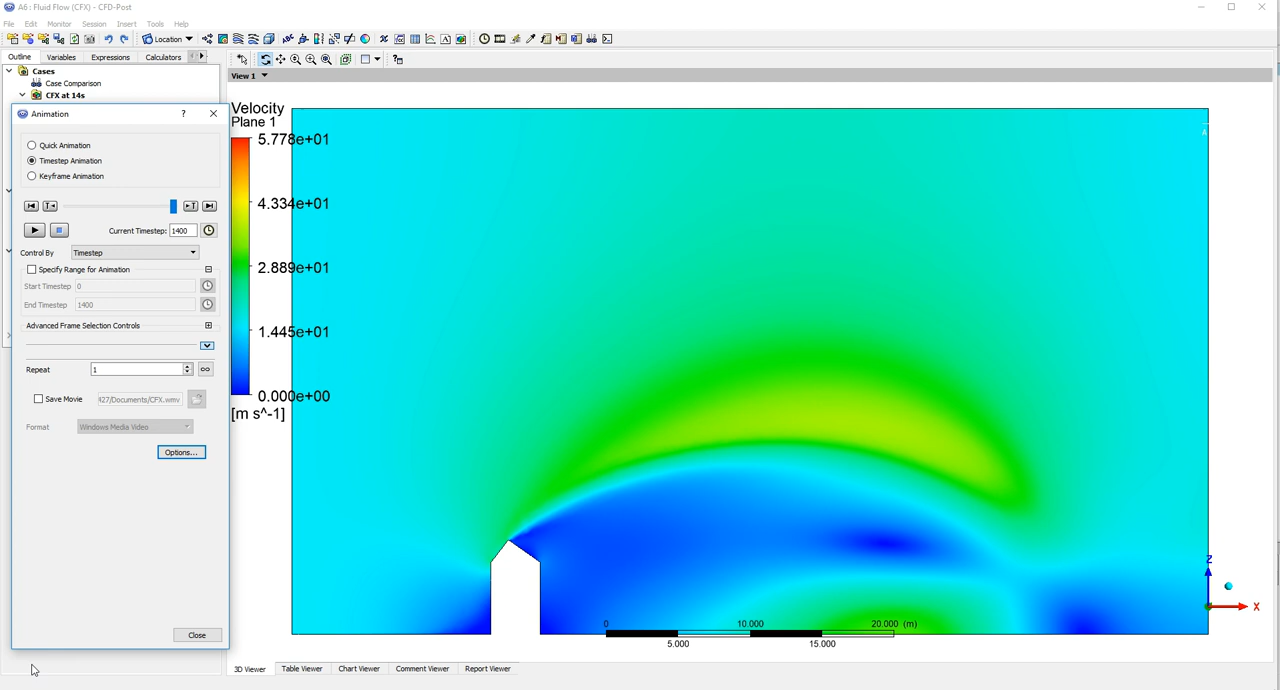 A6 : Fluid Flow (CFX) - CFD-Post
File Edit Monitor Session Insert Tools Help
Location
Outline Variables Expressions Calculators
View 1
Cases
Case Comparison
CFX at 14s
Animation ?
Quick Animation
Timestep Animation
Keyframe Animation
Current Timestep: 1400
Control By Timestep
Specify Range for Animation
Start Timestep 0
End Timestep 1400
Advanced Frame Selection Controls
Repeat 1
Save Movie 427/Documents/CFX.wmv
Format Windows Media Video
Options...
Close
Velocity
Plane 1
5.778e+01
4.334e+01
2.889e+01
1.445e+01
0.000e+00
[m s^-1]
Z
X
0 10.000 20.000 (m)
5.000 15.000
3D Viewer Table Viewer Chart Viewer Comment Viewer Report Viewer